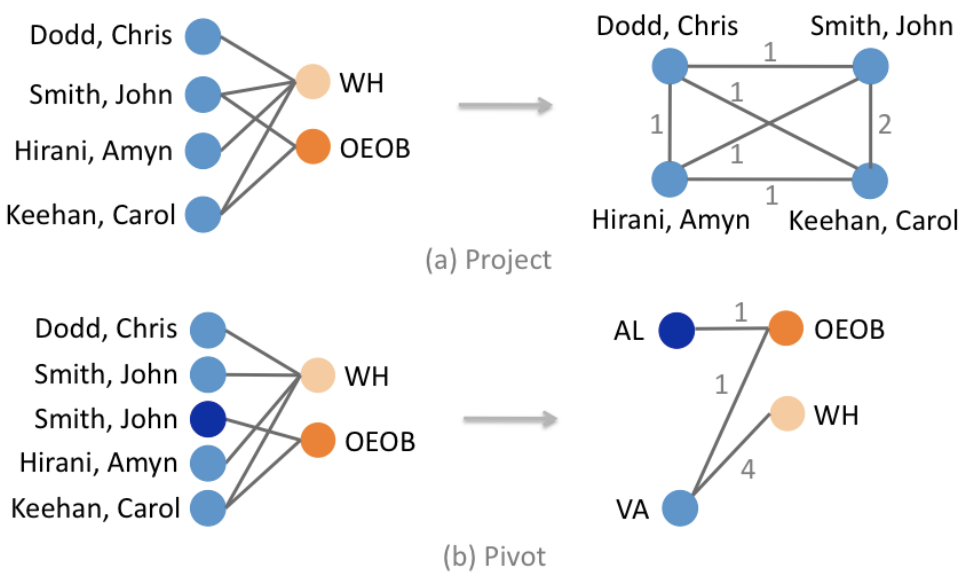 Dodd, Chris
Smith, John
Hirani, Amyn
Keehan, Carol
WH
OEOB
Dodd, Chris
Smith, John
1
1
1
2
1
1
Hirani, Amyn
Keehan, Carol
(a) Project
Dodd, Chris
Smith, John
Smith, John
Hirani, Amyn
Keehan, Carol
WH
OEOB
AL
1
OEOB
1
WH
4
VA
(b) Pivot